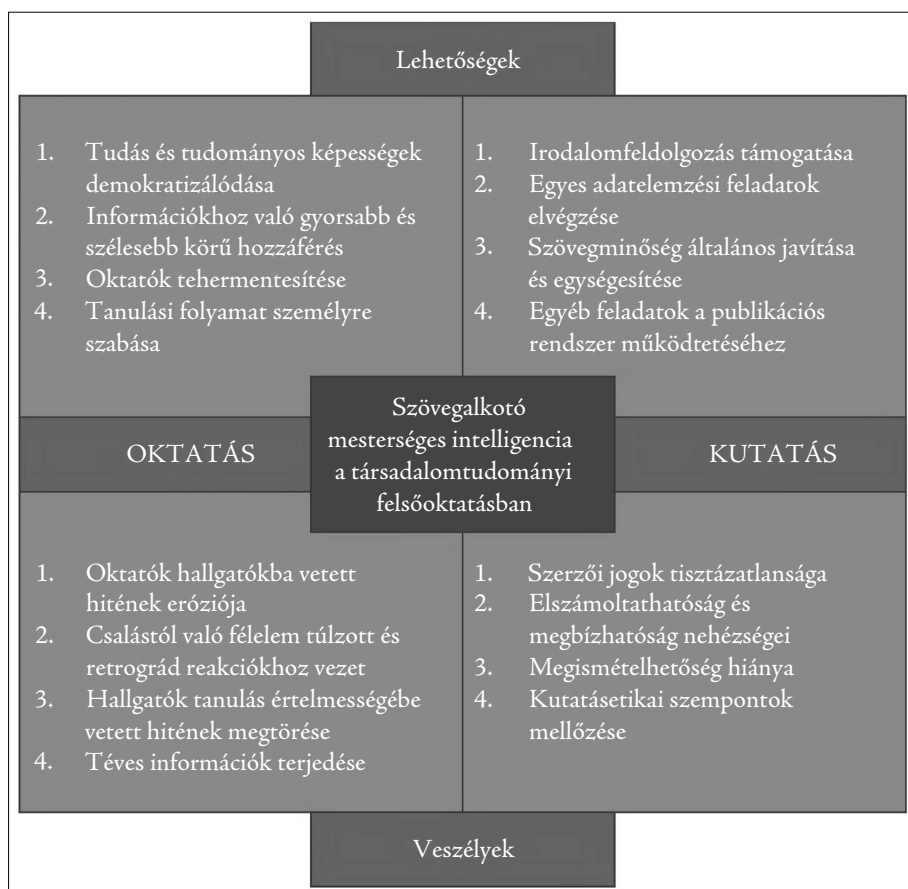 Lehetőségek
1. Tudás és tudományos képességek
demokratizálódása
2. Információkhoz való gyorsabb és
szélesebb körű hozzáférés
3. Oktatók tehermentesítése
4. Tanulási folyamat személyre
szabása
1. Irodalomfeldolgozás támogatása
2. Egyes adatelemzési feladatok
elvégzése
3. Szövegminőség általános javítása
és egységesítése
4. Egyéb feladatok a publikációs
rendszer működtetéséhez
OKTATÁS
Szövegalkotó
mesterséges intelligencia
a társadalomtudományi
felsőoktatásban
KUTATÁS
1. Oktatók hallgatókba vetett
hitének eróziója
2. Csalástól való félelem túlzott és
retrográd reakciókhoz vezet
3. Hallgatók tanulás értelmességébe
vetett hitének megtörése
4. Téves információk terjedése
1. Szerzői jogok tisztázatlansága
2. Elszámoltathatóság és
megbízhatóság nehézségei
3. Megismételhetőség hiánya
4. Kutatásetikai szempontok
mellőzése
Veszélyek